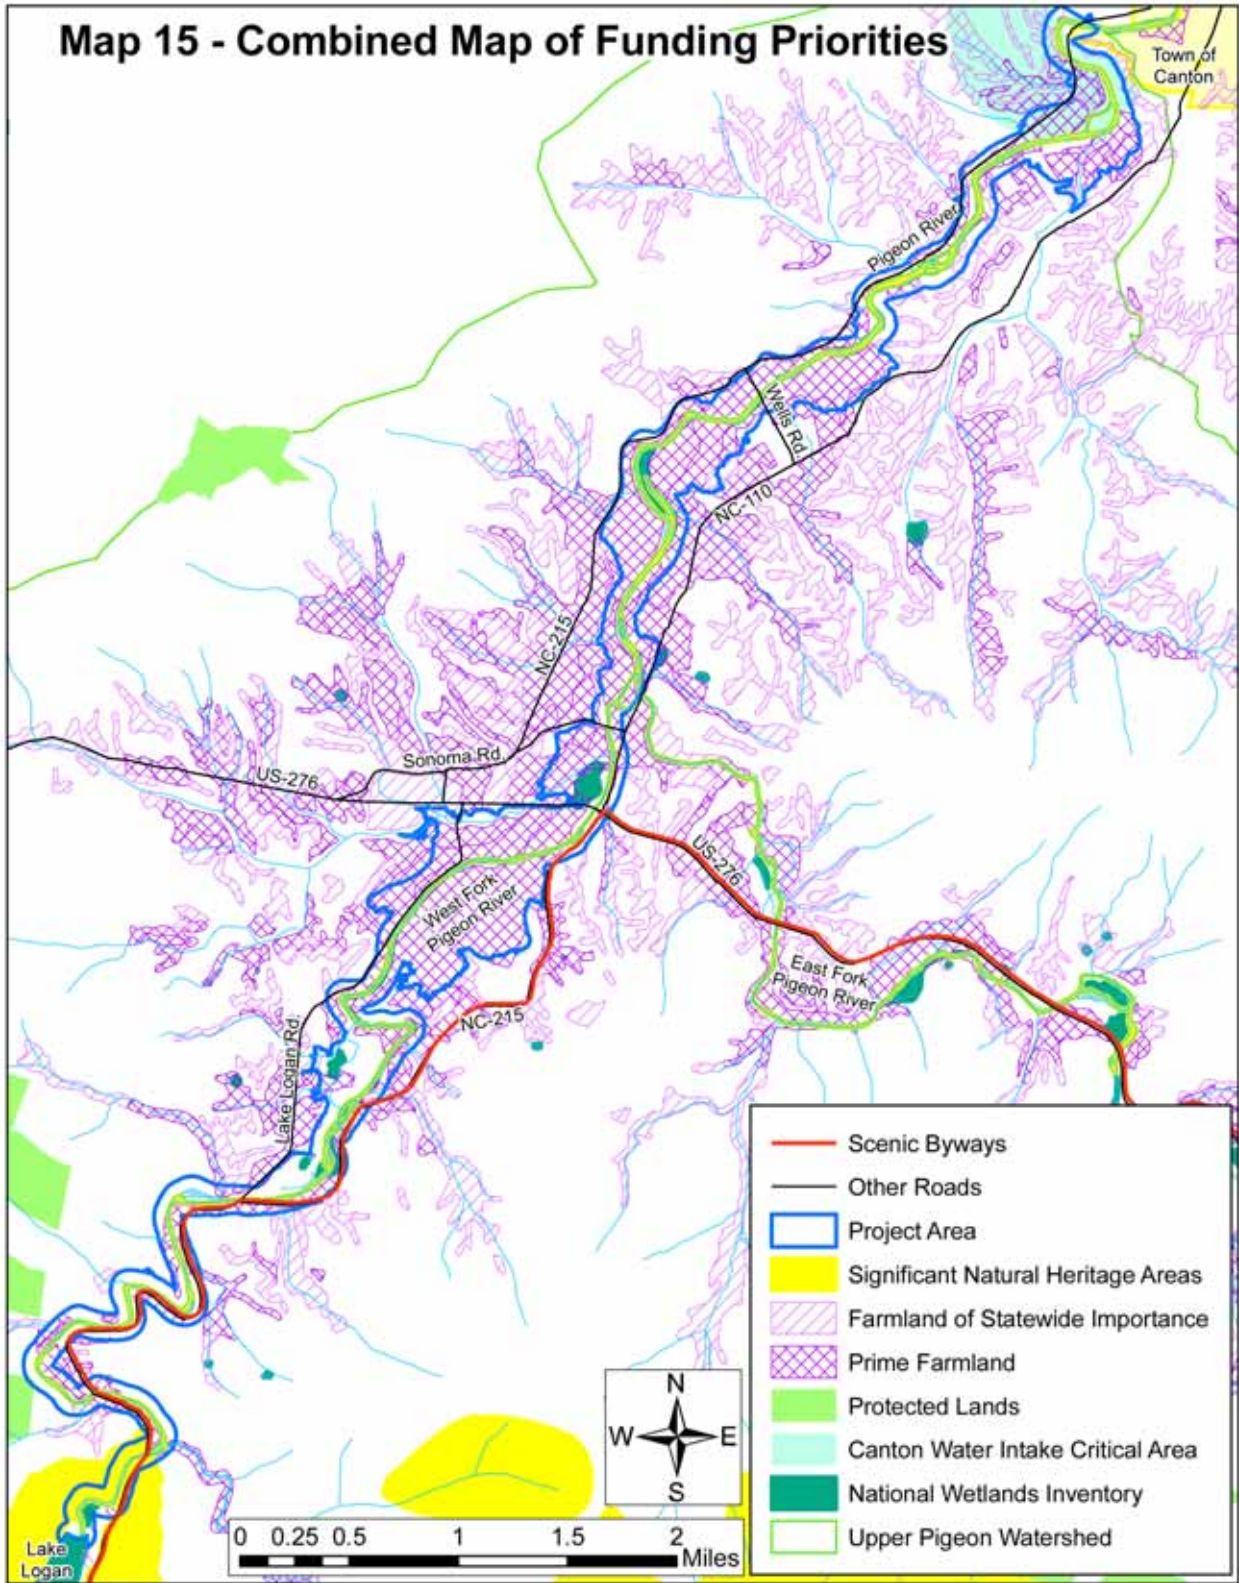 Map 15 - Combined Map of Funding Priorities
Town of
Canton
Pigeon River
Wells Rd.
NC-110
NC-215
Sonoma Rd.
US-276
US-276
West Fork
Pigeon River
East Fork
Pigeon River
NC-215
Lake Logan Rd.
Scenic Byways
Other Roads
Project Area
Significant Natural Heritage Areas
Farmland of Statewide Importance
Prime Farmland
Protected Lands
Canton Water Intake Critical Area
National Wetlands Inventory
Upper Pigeon Watershed
N
W E
S
0 0.25 0.5 1 1.5 2
Miles
Lake
Logan